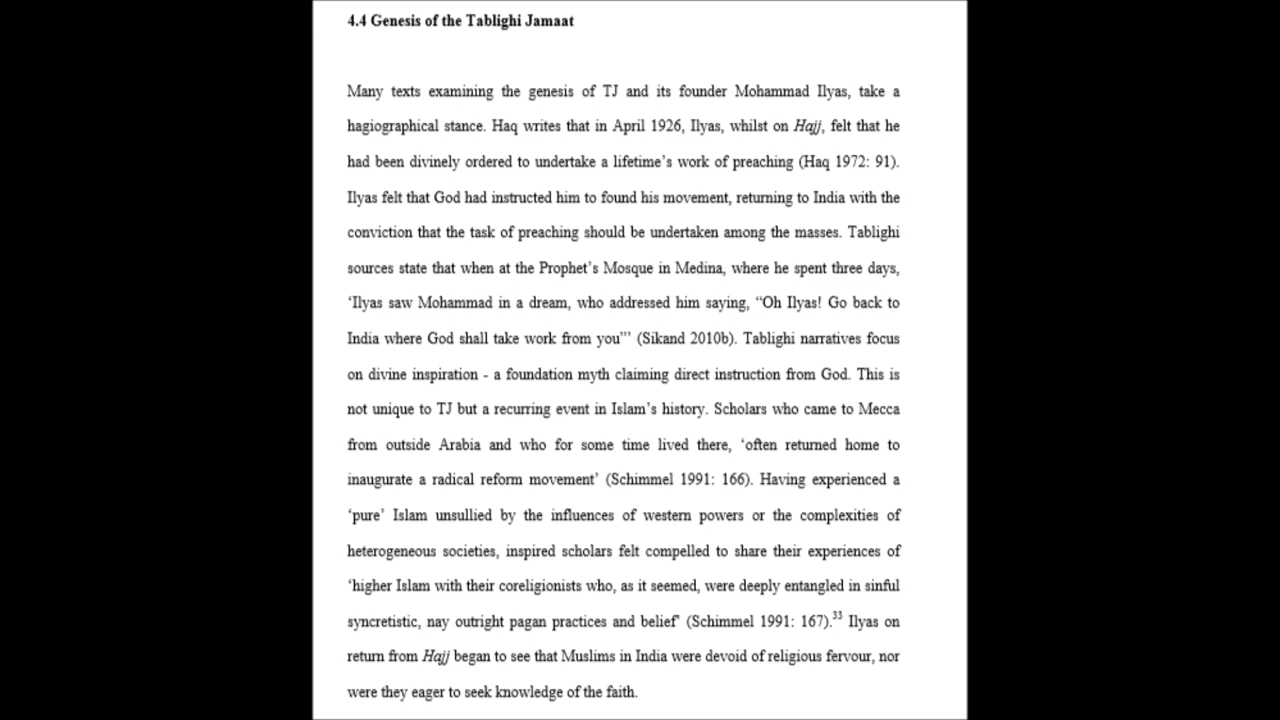 4.4 Genesis of the Tablighi Jamaat
Many texts examining the genesis of TJ and its founder Mohammad Ilyas, take a
hagiographical stance. Haq writes that in April 1926, Ilyas, whilst on Hajj, felt that he
had been divinely ordered to undertake a lifetime’s work of preaching (Haq 1972: 91).
Ilyas felt that God had instructed him to found his movement, returning to India with the
conviction that the task of preaching should be undertaken among the masses. Tablighi
sources state that when at the Prophet’s Mosque in Medina, where he spent three days,
‘Ilyas saw Mohammad in a dream, who addressed him saying, “Oh Ilyas! Go back to
India where God shall take work from you”’ (Sikand 2010b). Tablighi narratives focus
on divine inspiration - a foundation myth claiming direct instruction from God. This is
not unique to TJ but a recurring event in Islam’s history. Scholars who came to Mecca
from outside Arabia and who for some time lived there, ‘often returned home to
inaugurate a radical reform movement’ (Schimmel 1991: 166). Having experienced a
‘pure’ Islam unsullied by the influences of western powers or the complexities of
heterogeneous societies, inspired scholars felt compelled to share their experiences of
‘higher Islam with their coreligionists who, as it seemed, were deeply entangled in sinful
syncretistic, nay outright pagan practices and belief’ (Schimmel 1991: 167).33 Ilyas on
return from Hajj began to see that Muslims in India were devoid of religious fervour, nor
were they eager to seek knowledge of the faith.